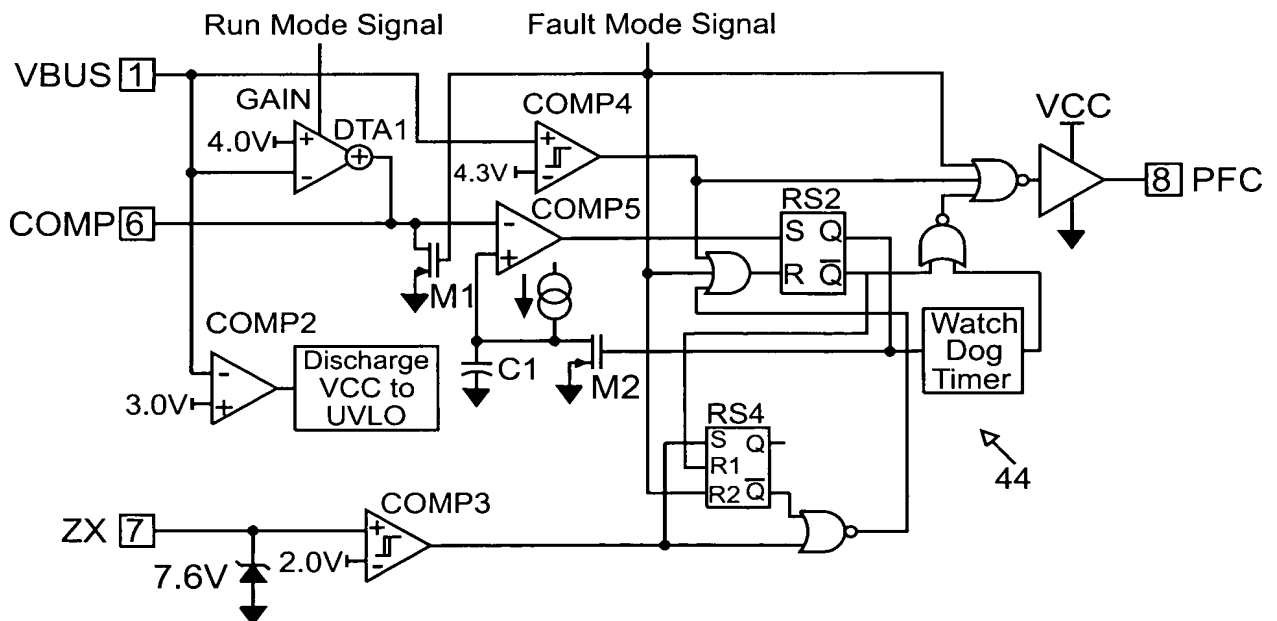 Run Mode Signal
Fault Mode Signal
VBUS 1
GAIN
COMP4
VCC
4.0V
+
DTA1
+
-
+
-
4.3V
8 PFC
COMP 6
COMP5
RS2
-
+
S Q
R Q
M1
COMP2
-
3.0V
+
Discharge
VCC to
UVLO
C1
M2
Watch
Dog
Timer
RS4
S Q
R1
R2 Q
44
ZX 7
COMP3
+
2.0V
-
7.6V